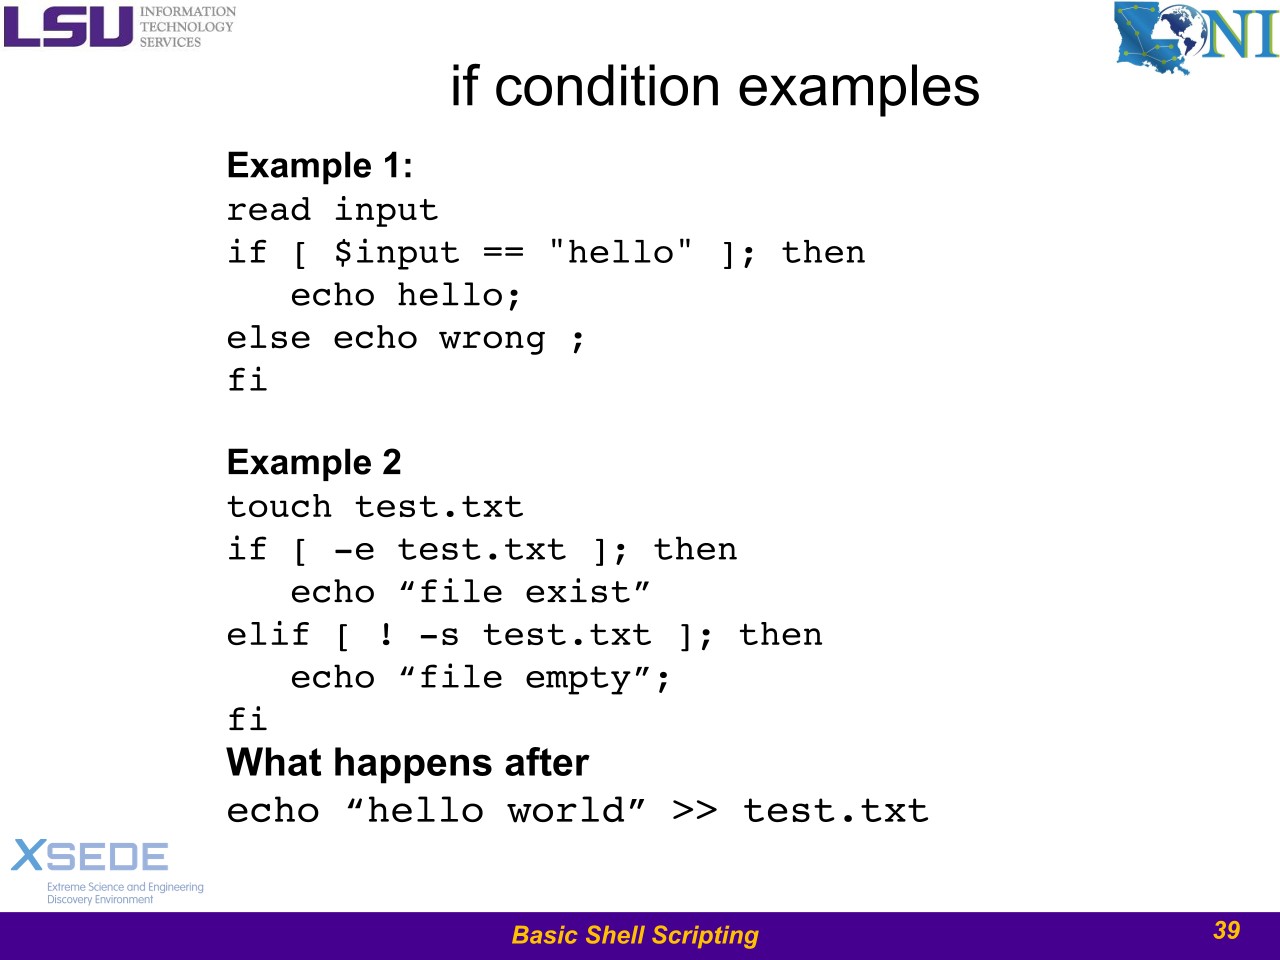 LSU INFORMATION
TECHNOLOGY
SERVICES
LONI
if condition examples
Example 1:
read input
if [ $input == "hello" ]; then
   echo hello;
else echo wrong ;
fi
Example 2
touch test.txt
if [ –e test.txt ]; then
   echo “file exist”
elif [ ! –s test.txt ]; then
   echo “file empty”;
fi
What happens after
echo “hello world” >> test.txt
XSEDE
Extreme Science and Engineering
Discovery Environment
Basic Shell Scripting
39